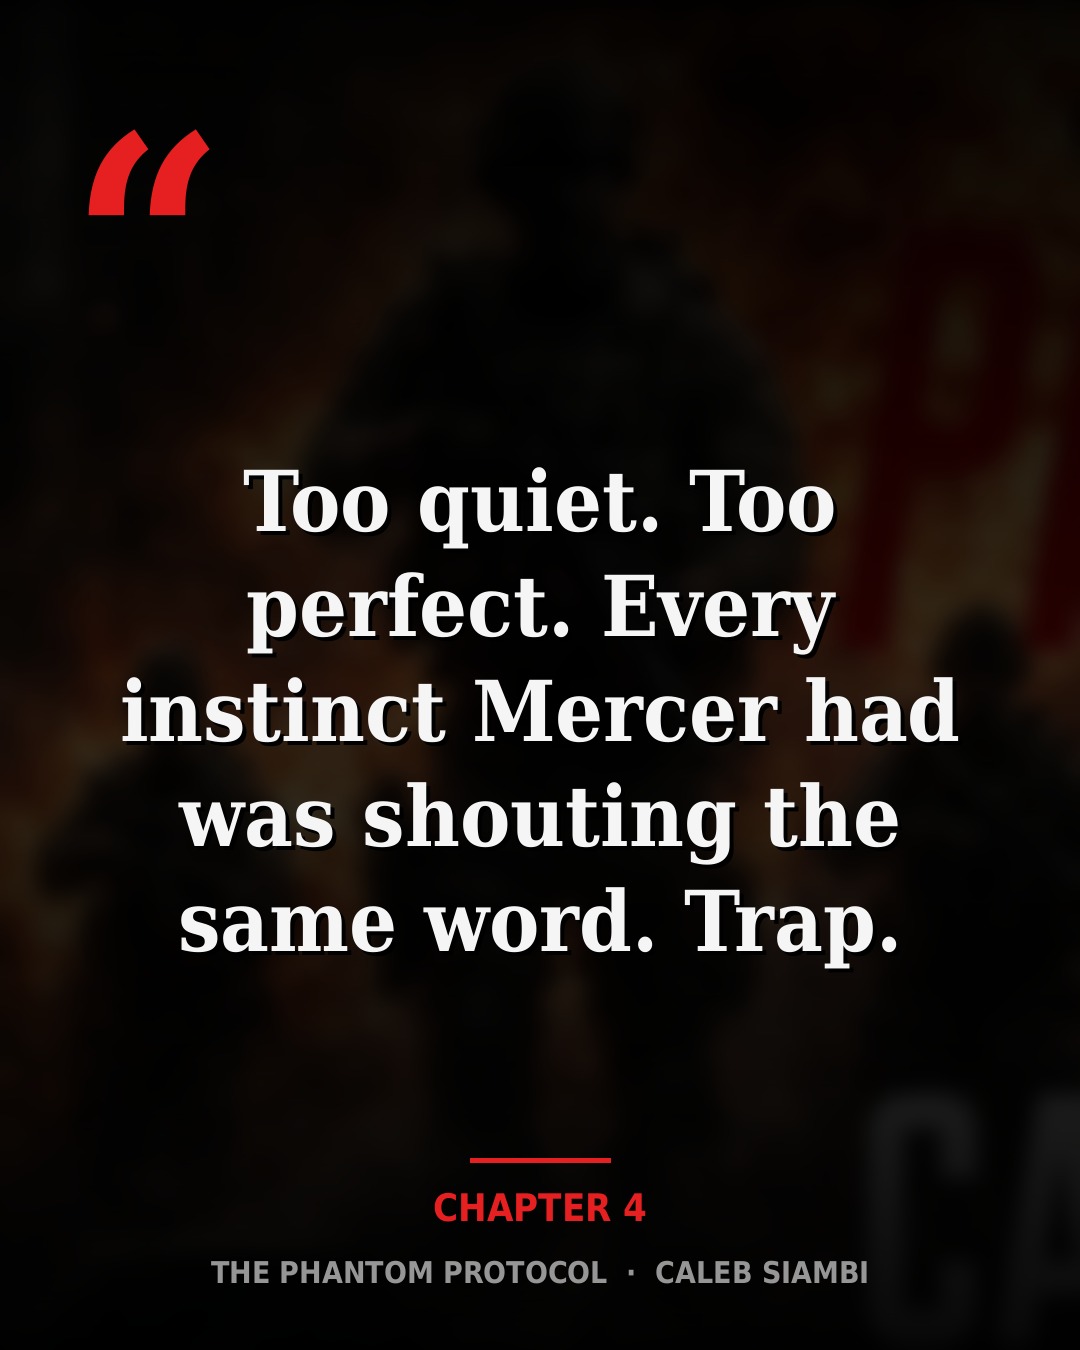 “
Too quiet. Too
perfect. Every
instinct Mercer had
was shouting the
same word. Trap.
CHAPTER 4
THE PHANTOM PROTOCOL · CALEB SIAMBI
P
CA